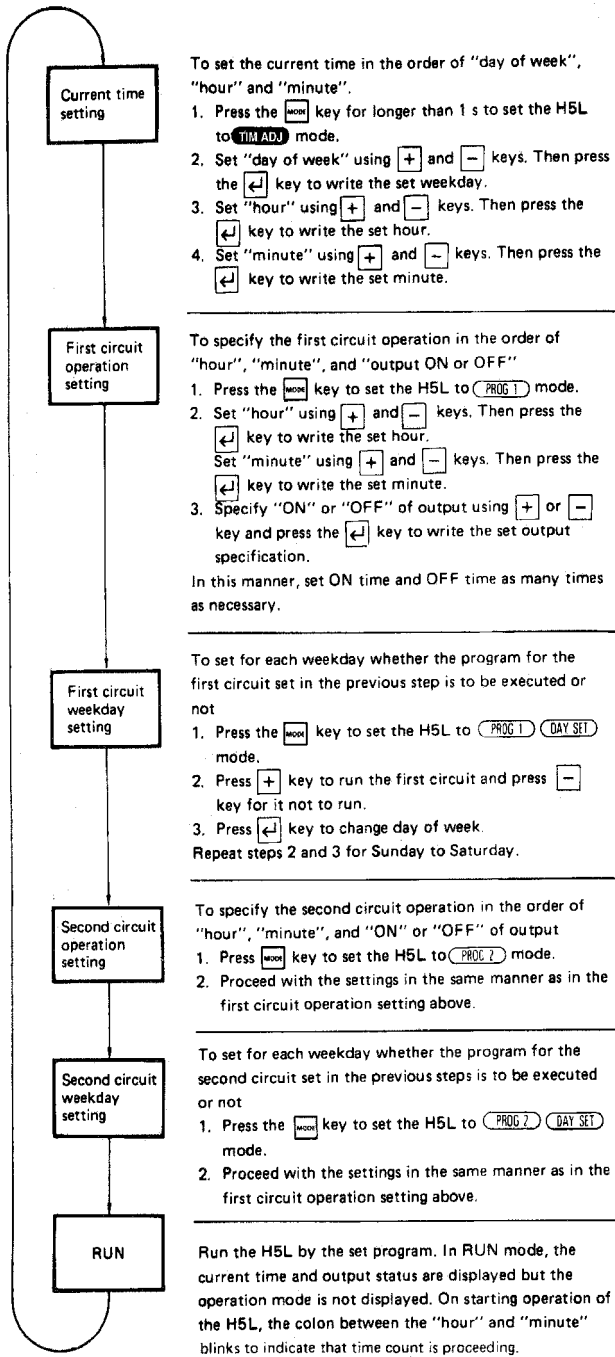 Current time
setting
To set the current time in the order of "day of week",
"hour" and "minute".
1. Press the MODE key for longer than 1 s to set the H5L
to TIM ADJ mode.
2. Set "day of week" using + and − keys. Then press
the ↵ key to write the set weekday.
3. Set "hour" using + and − keys. Then press the
↵ key to write the set hour.
4. Set "minute" using + and − keys. Then press the
↵ key to write the set minute.
First circuit
operation
setting
To specify the first circuit operation in the order of
"hour", "minute", and "output ON or OFF"
1. Press the MODE key to set the H5L to PROG 1 mode.
2. Set "hour" using + and − keys. Then press the
↵ key to write the set hour.
Set "minute" using + and − keys. Then press the
↵ key to write the set minute.
3. Specify "ON" or "OFF" of output using + or −
key and press the ↵ key to write the set output
specification.
In this manner, set ON time and OFF time as many times
as necessary.
First circuit
weekday
setting
To set for each weekday whether the program for the
first circuit set in the previous step is to be executed or
not
1. Press the MODE key to set the H5L to PROG 1 DAY SET
mode.
2. Press + key to run the first circuit and press −
key for it not to run.
3. Press ↵ key to change day of week.
Repeat steps 2 and 3 for Sunday to Saturday.
Second circuit
operation
setting
To specify the second circuit operation in the order of
"hour", "minute", and "ON" or "OFF" of output
1. Press MODE key to set the H5L to PROG 2 mode.
2. Proceed with the settings in the same manner as in the
first circuit operation setting above.
Second circuit
weekday
setting
To set for each weekday whether the program for the
second circuit set in the previous steps is to be executed
or not
1. Press the MODE key to set the H5L to PROG 2 DAY SET
mode.
2. Proceed with the settings in the same manner as in the
first circuit operation setting above.
RUN
Run the H5L by the set program. In RUN mode, the
current time and output status are displayed but the
operation mode is not displayed. On starting operation of
the H5L, the colon between the "hour" and "minute"
blinks to indicate that time count is proceeding.